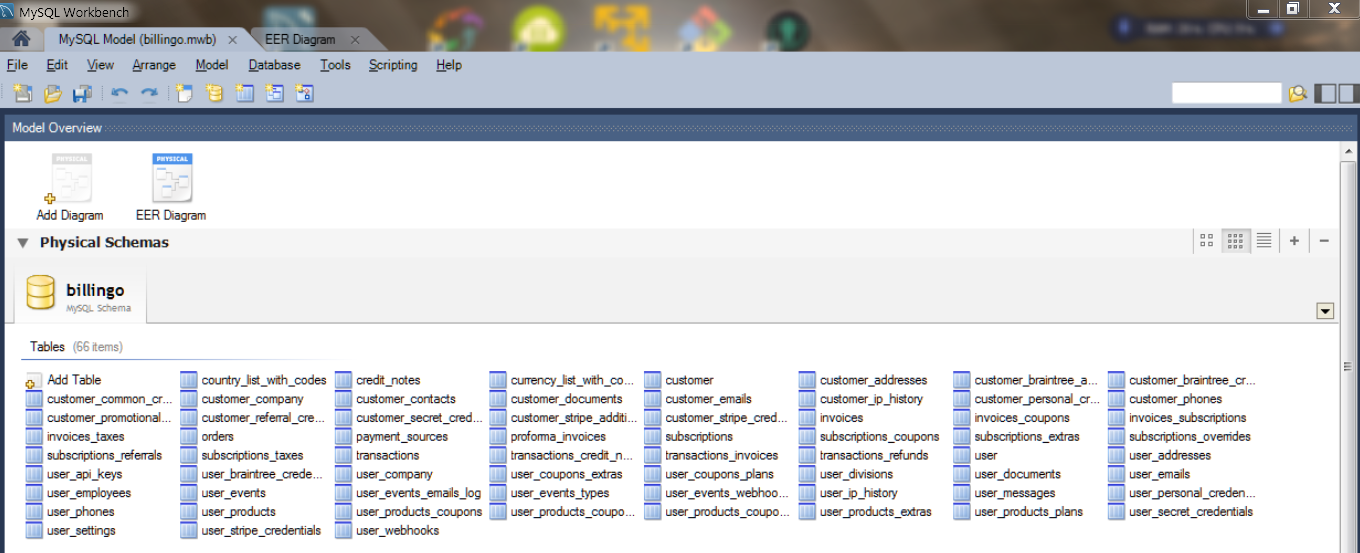 MySQL Workbench
MySQL Model (billingo.mwb) EER Diagram
File Edit View Arrange Model Database Tools Scripting Help
Model Overview
PHYSICAL PHYSICAL
Add Diagram EER Diagram
Physical Schemas
billingo
MySQL Schema
Tables (66 items)
Add Table country_list_with_codes credit_notes currency_list_with_co... customer customer_addresses customer_braintree_a... customer_braintree_cr...
customer_common_cr... customer_company customer_contacts customer_documents customer_emails customer_ip_history customer_personal_cr... customer_phones
customer_promotional... customer_referral_cre... customer_secret_cred... customer_stripe_additi... customer_stripe_cred... invoices invoices_coupons invoices_subscriptions
invoices_taxes orders payment_sources proforma_invoices subscriptions subscriptions_coupons subscriptions_extras subscriptions_overrides
subscriptions_referrals subscriptions_taxes transactions transactions_credit_n... transactions_invoices transactions_refunds user user_addresses
user_api_keys user_braintree_crede... user_company user_coupons_extras user_coupons_plans user_divisions user_documents user_emails
user_employees user_events user_events_emails_log user_events_types user_events_webhoo... user_ip_history user_messages user_personal_creden...
user_phones user_products user_products_coupons user_products_coupo... user_products_coupo... user_products_extras user_products_plans user_secret_credentials
user_settings user_stripe_credentials user_webhooks